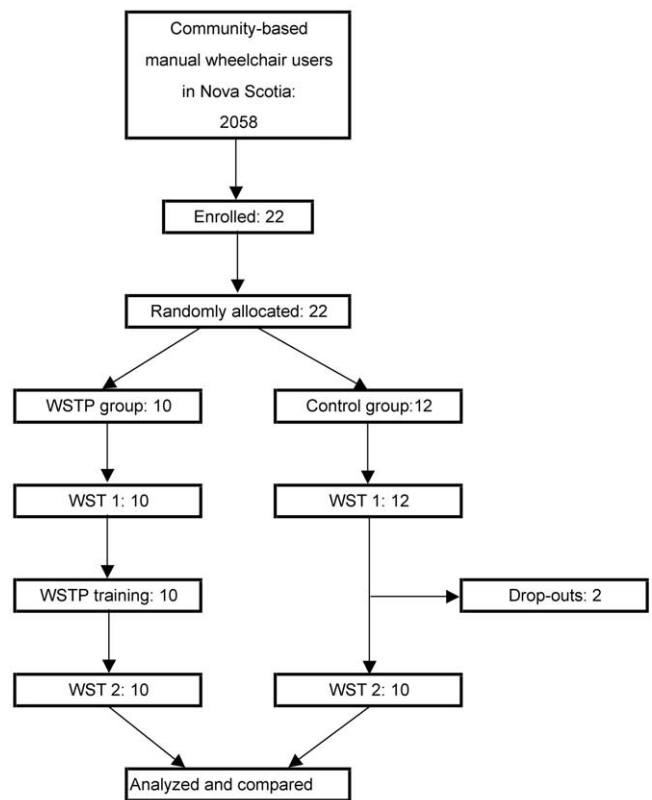 Community-based
manual wheelchair users
in Nova Scotia:
2058
Enrolled: 22
Randomly allocated: 22
WSTP group: 10
Control group:12
WST 1: 10
WST 1: 12
WSTP training: 10
Drop-outs: 2
WST 2: 10
WST 2: 10
Analyzed and compared